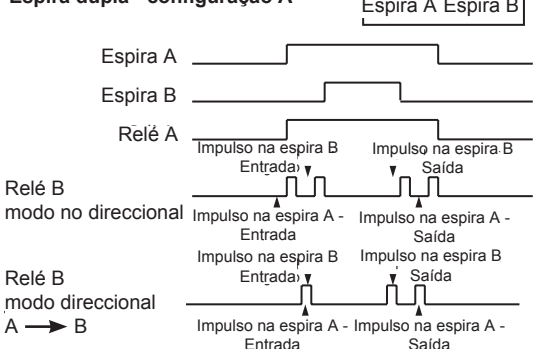 Espira dupla - configuração A
Espira A Espira B
Espira A
Espira B
Relé A
Impulso na espira B
Entrada
Impulso na espira B
Saída
Relé B
modo no direccional
Impulso na espira A -
Entrada
Impulso na espira A -
Saída
Impulso na espira B
Entrada
Impulso na espira B
Saída
Relé B
modo direccional
A → B
Impulso na espira A -
Entrada
Impulso na espira A -
Saída